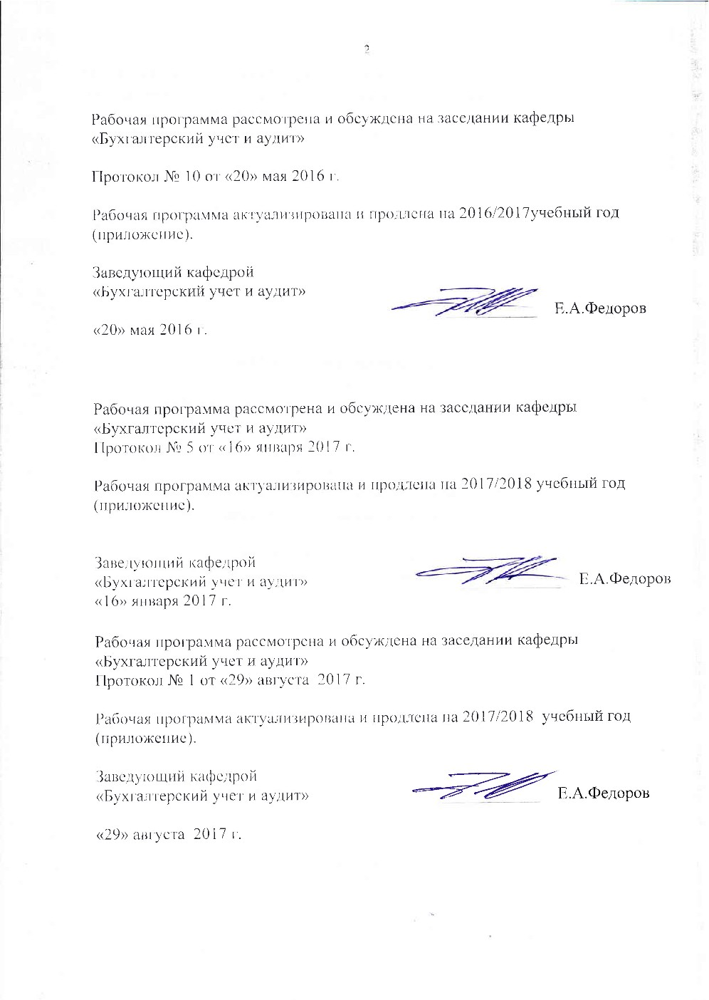 2
Рабочая программа рассмотрена и обсуждена на заседании кафедры
«Бухгалтерский учет и аудит»
Протокол № 10 от «20» мая 2016 г.
Рабочая программа актуализирована и продлена на 2016/2017учебный год
(приложение).
Заведующий кафедрой
«Бухгалтерский учет и аудит»
Е.А.Федоров
«20» мая 2016 г.
Рабочая программа рассмотрена и обсуждена на заседании кафедры
«Бухгалтерский учет и аудит»
Протокол № 5 от «16» января 2017 г.
Рабочая программа актуализирована и продлена на 2017/2018 учебный год
(приложение).
Заведующий кафедрой
«Бухгалтерский учет и аудит»
Е.А.Федоров
«16» января 2017 г.
Рабочая программа рассмотрена и обсуждена на заседании кафедры
«Бухгалтерский учет и аудит»
Протокол № 1 от «29» августа 2017 г.
Рабочая программа актуализирована и продлена на 2017/2018 учебный год
(приложение).
Заведующий кафедрой
«Бухгалтерский учет и аудит»
Е.А.Федоров
«29» августа 2017 г.